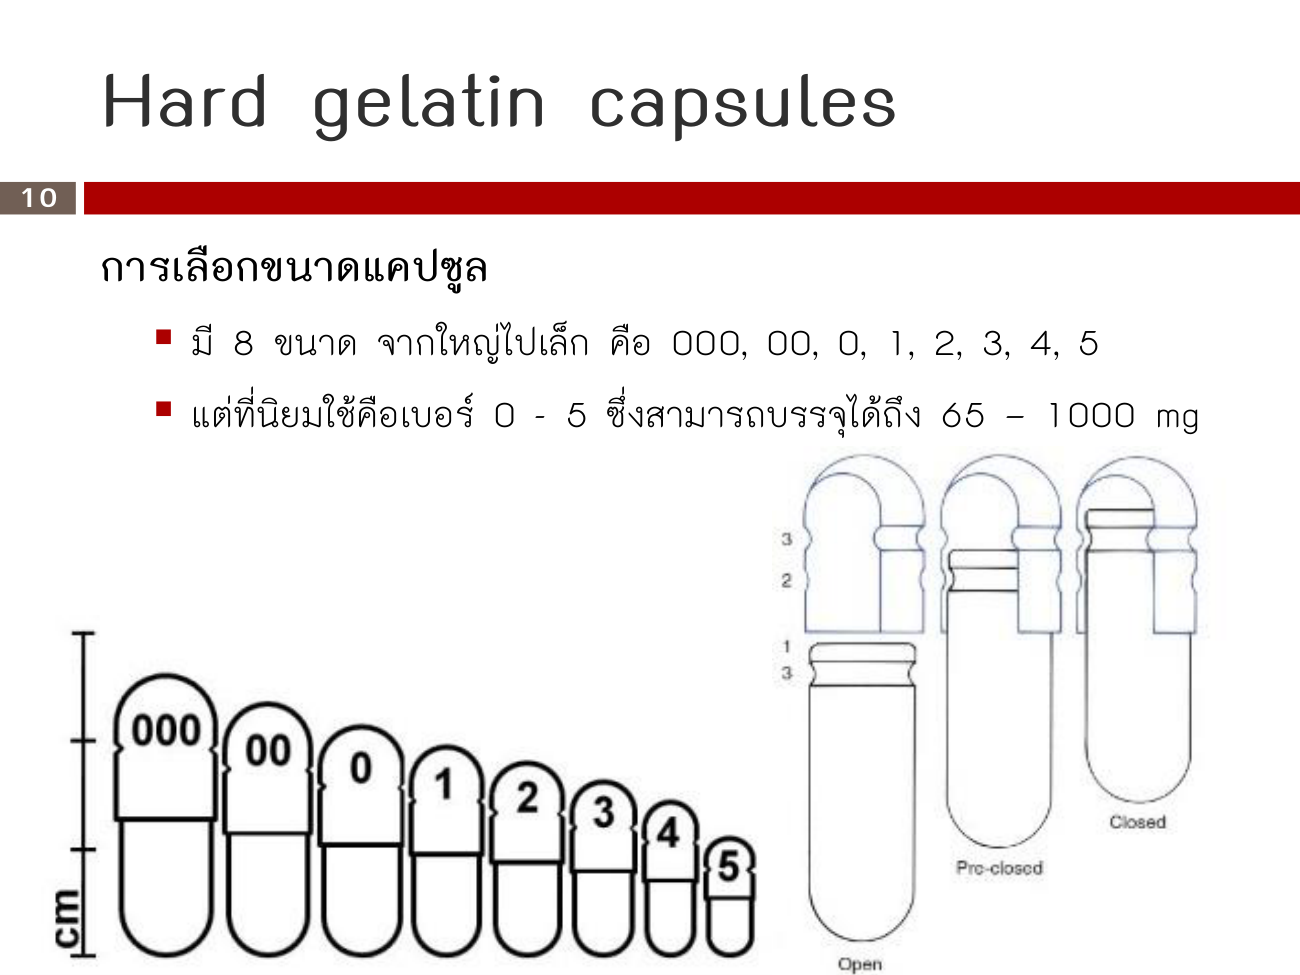 Hard gelatin capsules
10
การเลือกขนาดแคปซูล
มี 8 ขนาด จากใหญ่ไปเล็ก คือ 000, 00, 0, 1, 2, 3, 4, 5
แต่ที่นิยมใช้คือเบอร์ 0 - 5 ซึ่งสามารถบรรจุได้ถึง 65 – 1000 mg
000
00
0
1
2
3
4
5
cm
3
2
1
3
Open
Pre-closed
Closed